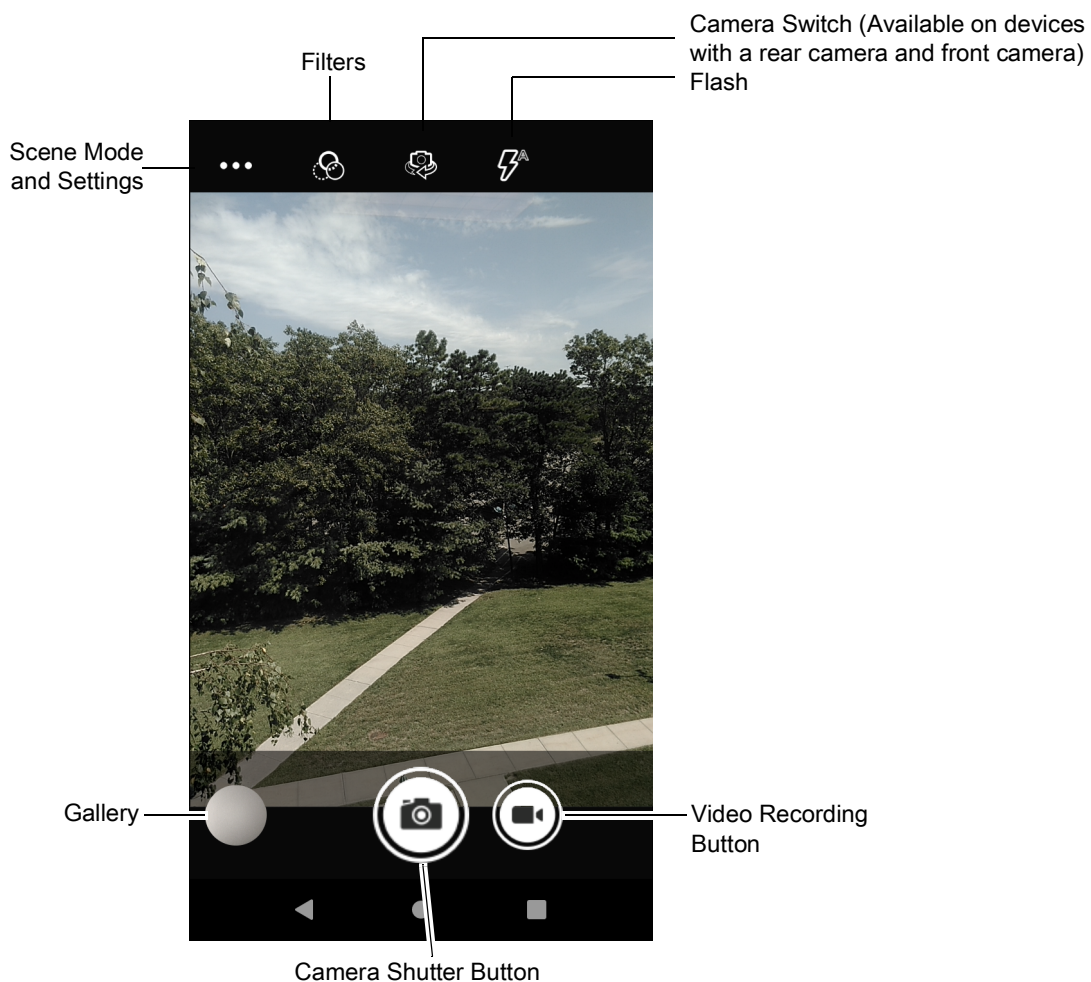 Camera Switch (Available on devices
with a rear camera and front camera)
Flash
Filters
Scene Mode
and Settings
A
Gallery
Video Recording
Button
Camera Shutter Button